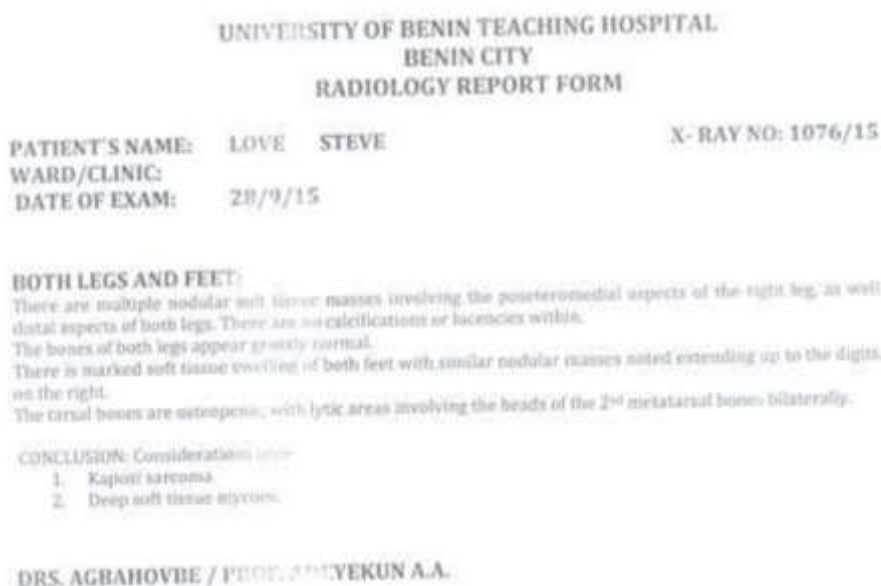 UNIVERSITY OF BENIN TEACHING HOSPITAL
BENIN CITY
RADIOLOGY REPORT FORM
PATIENT'S NAME: LOVE STEVE X- RAY NO: 1076/15
WARD/CLINIC:
DATE OF EXAM: 28/9/15
BOTH LEGS AND FEET:
There are multiple nodular soft tissue masses involving the posteromedial aspects of the right leg, as well
distal aspects of both legs. There are no calcifications or lucencies within.
The bones of both legs appear grossly normal.
There is marked soft tissue swelling of both feet with similar nodular masses noted extending up to the digits,
on the right.
The tarsal bones are osteopenic, with lytic areas involving the heads of the 2nd metatarsal bones bilaterally.
CONCLUSION: Considerations
1. Kaposi sarcoma
2. Deep soft tissue
DRS. AGBAHOVBE / PROF. ADEYEKUN A.A.